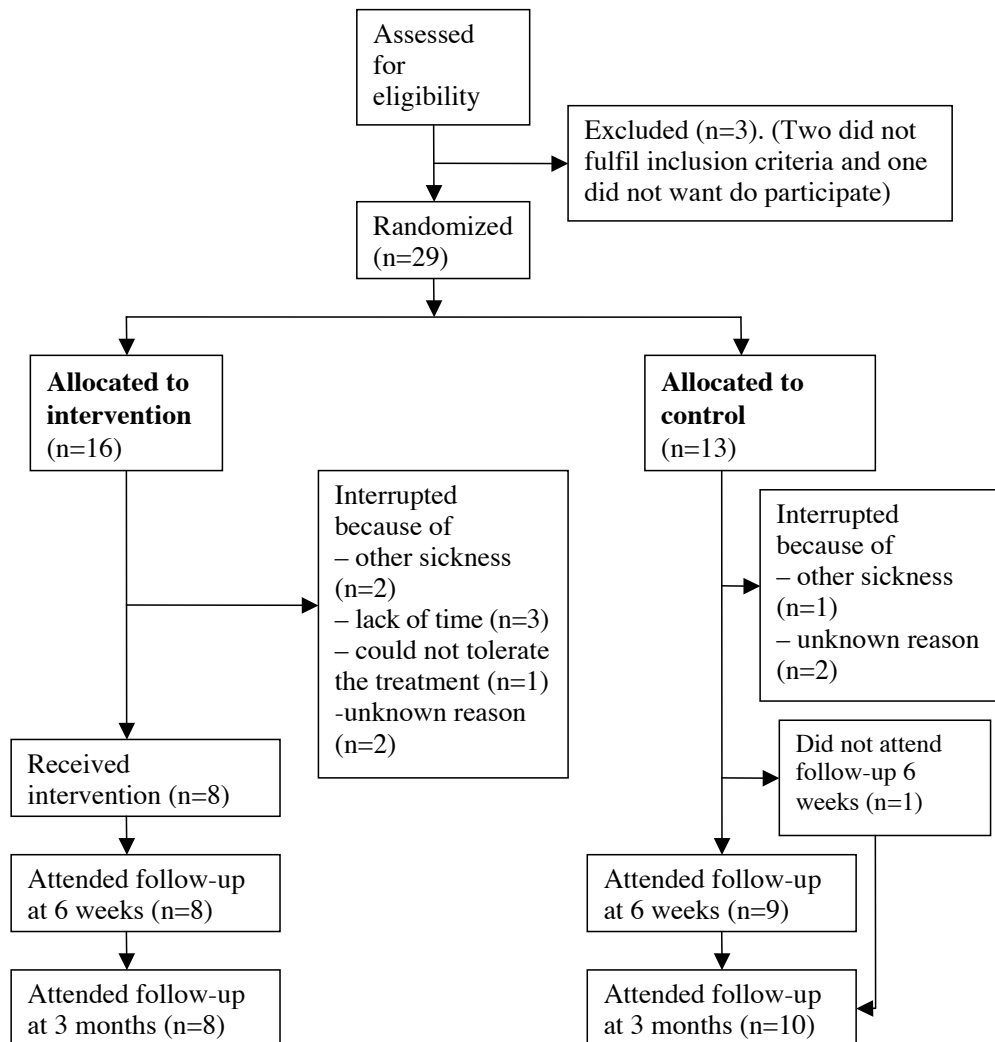 Assessed
for
eligibility
Excluded (n=3). (Two did not
fulfil inclusion criteria and one
did not want do participate)
Randomized
(n=29)
Allocated to
intervention
(n=16)
Allocated to
control
(n=13)
Interrupted
because of
– other sickness
(n=2)
– lack of time (n=3)
– could not tolerate
the treatment (n=1)
-unknown reason
(n=2)
Interrupted
because of
– other sickness
(n=1)
– unknown reason
(n=2)
Did not attend
follow-up 6
weeks (n=1)
Received
intervention (n=8)
Attended follow-up
at 6 weeks (n=8)
Attended follow-up
at 6 weeks (n=9)
Attended follow-up
at 3 months (n=8)
Attended follow-up
at 3 months (n=10)